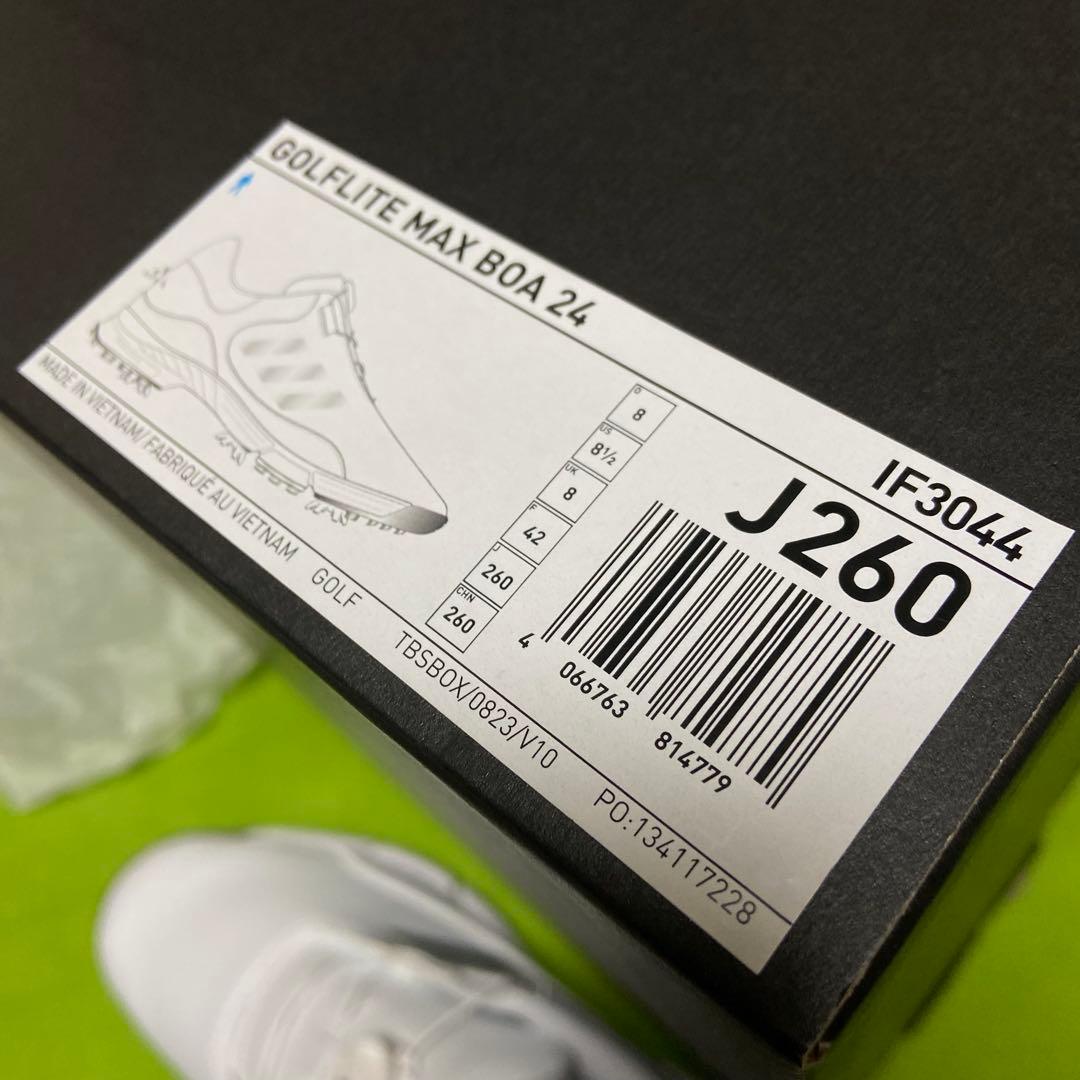 GOLFLITE MAX BOA 24
IF3044
J 260
D 8
US 8½
UK 8
F 42
J 260
CHN 260
4 066763 814779
MADE IN VIETNAM/ FABRIQUÉ AU VIETNAM GOLF TBSBOX/0823/V10 PO:134117228